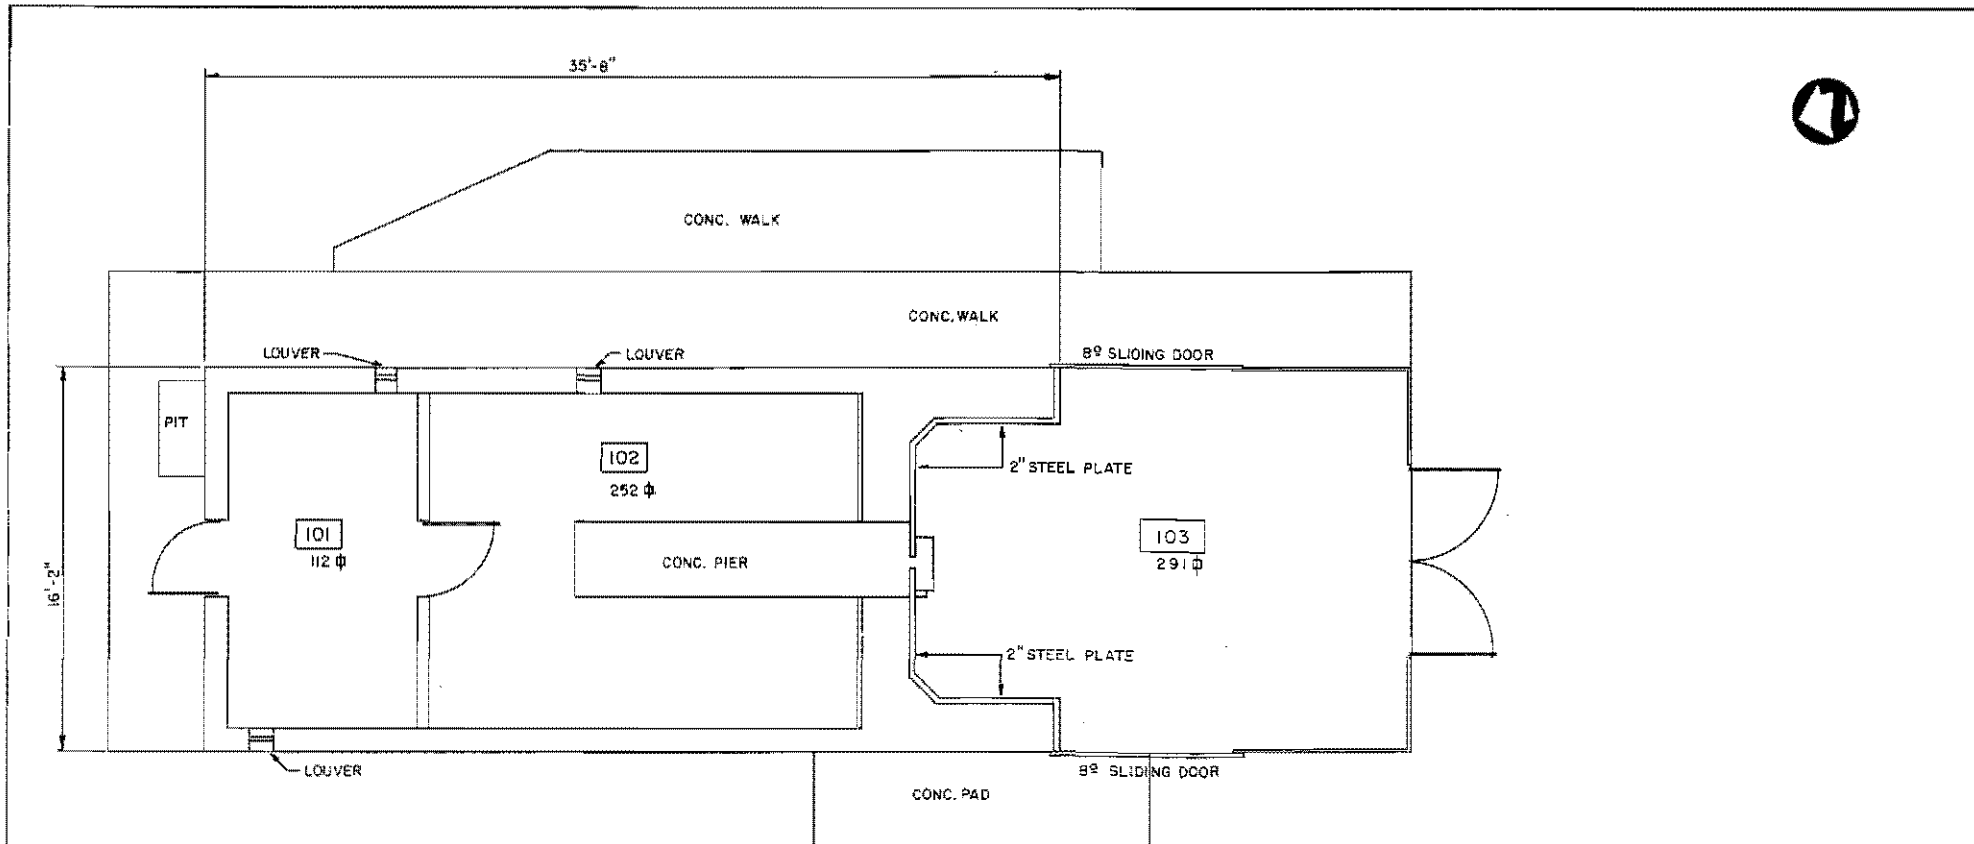 35'-8"
CONC. WALK
CONC. WALK
LOUVER
LOUVER
8º SLIDING DOOR
PIT
102
252 ⌽
2" STEEL PLATE
101
112 ⌽
CONC. PIER
103
291 ⌽
16'-2"
2" STEEL PLATE
LOUVER
8º SLIDING DOOR
CONC. PAD